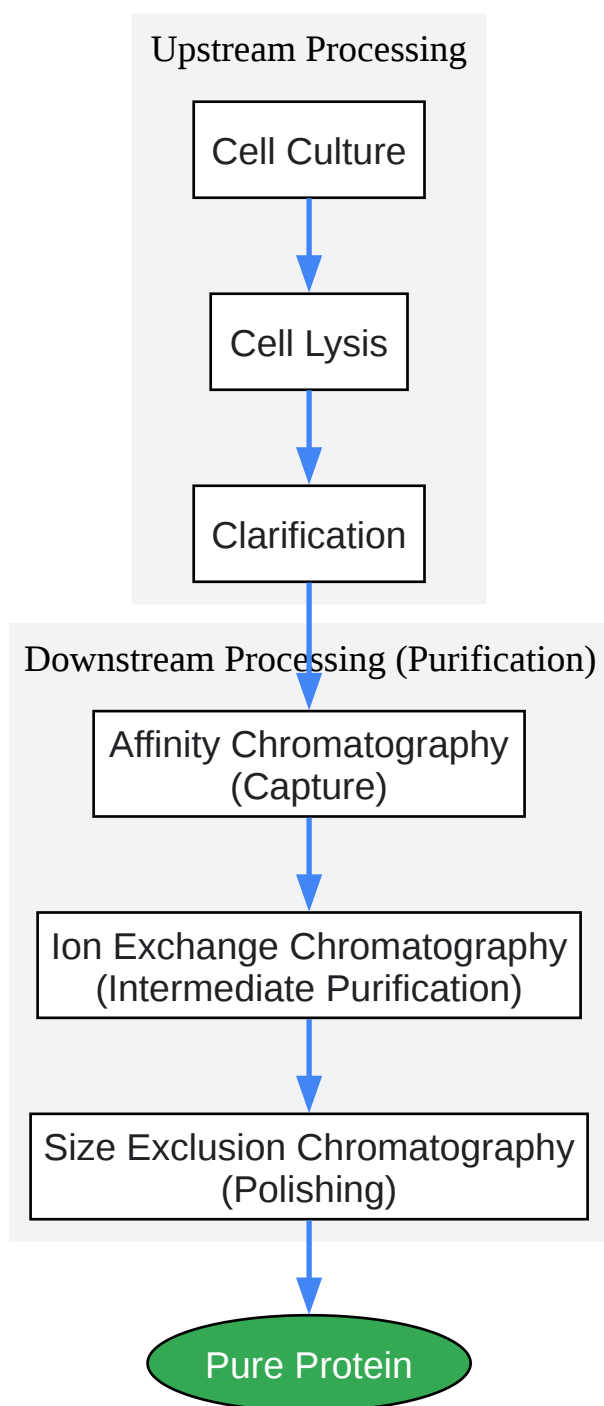 Upstream Processing
Cell Culture
Cell Lysis
Clarification
Downstream Processing (Purification)
Affinity Chromatography
(Capture)
Ion Exchange Chromatography
(Intermediate Purification)
Size Exclusion Chromatography
(Polishing)
Pure Protein